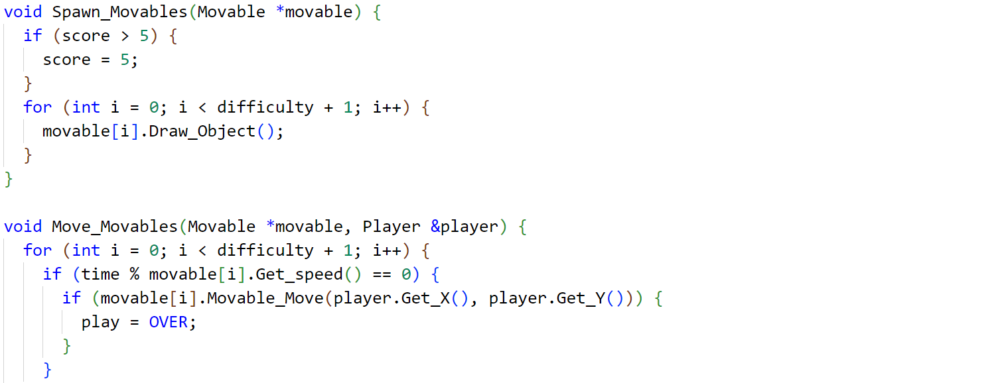 void Spawn_Movables(Movable *movable) {
  if (score > 5) {
    score = 5;
  }
  for (int i = 0; i < difficulty + 1; i++) {
    movable[i].Draw_Object();
  }
}

void Move_Movables(Movable *movable, Player &player) {
  for (int i = 0; i < difficulty + 1; i++) {
    if (time % movable[i].Get_speed() == 0) {
      if (movable[i].Movable_Move(player.Get_X(), player.Get_Y())) {
        play = OVER;
      }
    }